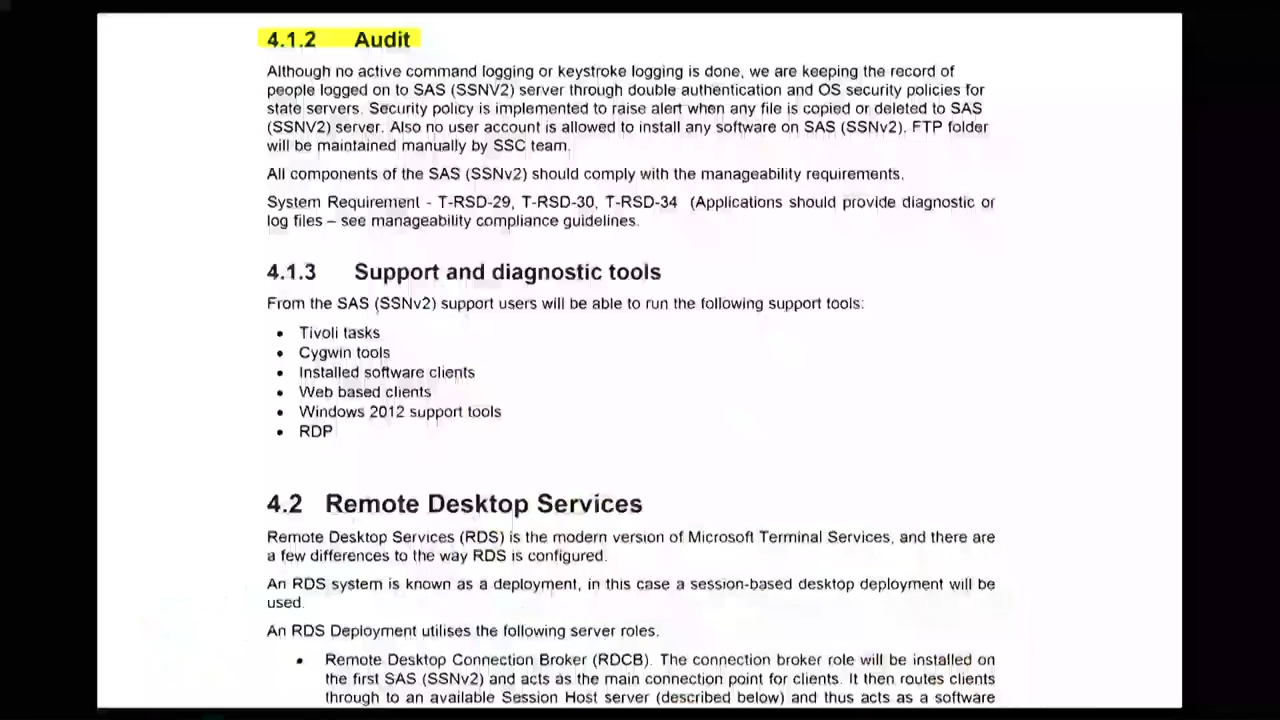 4.1.2 Audit
Although no active command logging or keystroke logging is done, we are keeping the record of
people logged on to SAS (SSNV2) server through double authentication and OS security policies for
state servers. Security policy is implemented to raise alert when any file is copied or deleted to SAS
(SSNV2) server. Also no user account is allowed to install any software on SAS (SSNv2). FTP folder
will be maintained manually by SSC team.
All components of the SAS (SSNv2) should comply with the manageability requirements.
System Requirement - T-RSD-29, T-RSD-30, T-RSD-34 (Applications should provide diagnostic or
log files – see manageability compliance guidelines.
4.1.3 Support and diagnostic tools
From the SAS (SSNv2) support users will be able to run the following support tools:
• Tivoli tasks
• Cygwin tools
• Installed software clients
• Web based clients
• Windows 2012 support tools
• RDP
4.2 Remote Desktop Services
Remote Desktop Services (RDS) is the modern version of Microsoft Terminal Services, and there are
a few differences to the way RDS is configured.
An RDS system is known as a deployment, in this case a session-based desktop deployment will be
used.
An RDS Deployment utilises the following server roles.
• Remote Desktop Connection Broker (RDCB). The connection broker role will be installed on
the first SAS (SSNv2) and acts as the main connection point for clients. It then routes clients
through to an available Session Host server (described below) and thus acts as a software